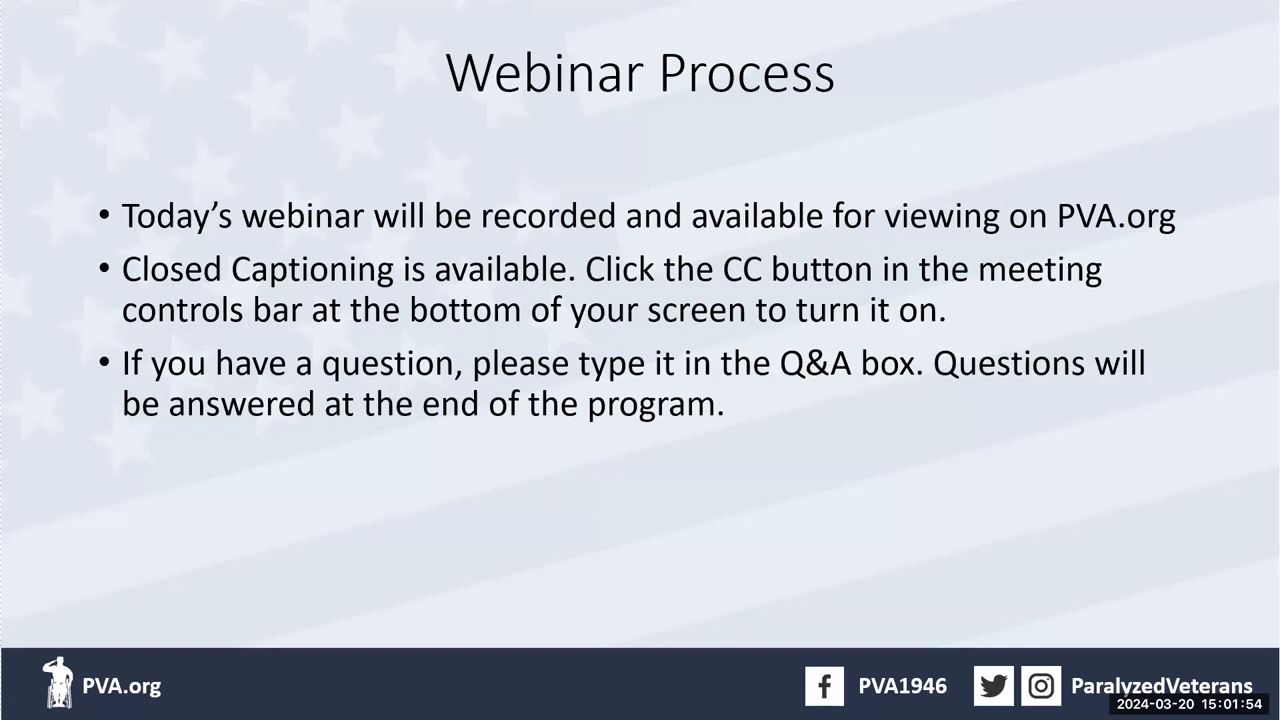 Webinar Process
• Today’s webinar will be recorded and available for viewing on PVA.org
• Closed Captioning is available. Click the CC button in the meeting
controls bar at the bottom of your screen to turn it on.
• If you have a question, please type it in the Q&A box. Questions will
be answered at the end of the program.
PVA.org
PVA1946
ParalyzedVeterans
2024-03-20 15:01:54